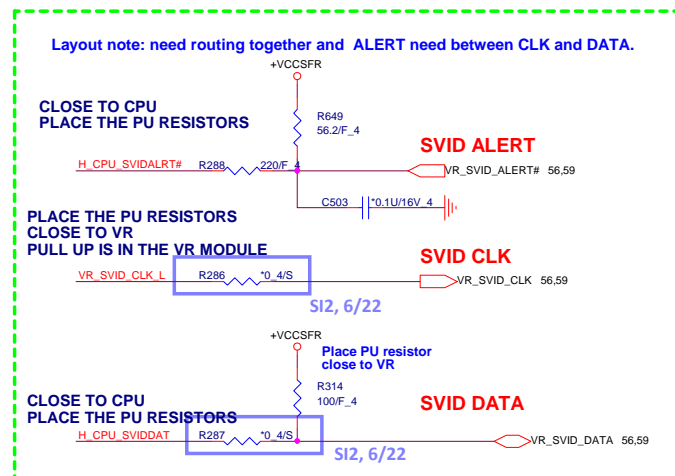 Layout note: need routing together and ALERT need between CLK and DATA.
+VCCSFR
CLOSE TO CPU
PLACE THE PU RESISTORS
R649
56.2/F_4
SVID ALERT
H_CPU_SVIDALRT# R288 220/F_4 VR_SVID_ALERT# 56,59
C503 *0.1U/16V_4
PLACE THE PU RESISTORS
CLOSE TO VR
PULL UP IS IN THE VR MODULE
SVID CLK
VR_SVID_CLK_L R286 *0_4/S VR_SVID_CLK 56,59
SI2, 6/22
+VCCSFR
Place PU resistor
close to VR
R314
100/F_4
CLOSE TO CPU
PLACE THE PU RESISTORS
SVID DATA
H_CPU_SVIDDAT R287 *0_4/S VR_SVID_DATA 56,59
SI2, 6/22